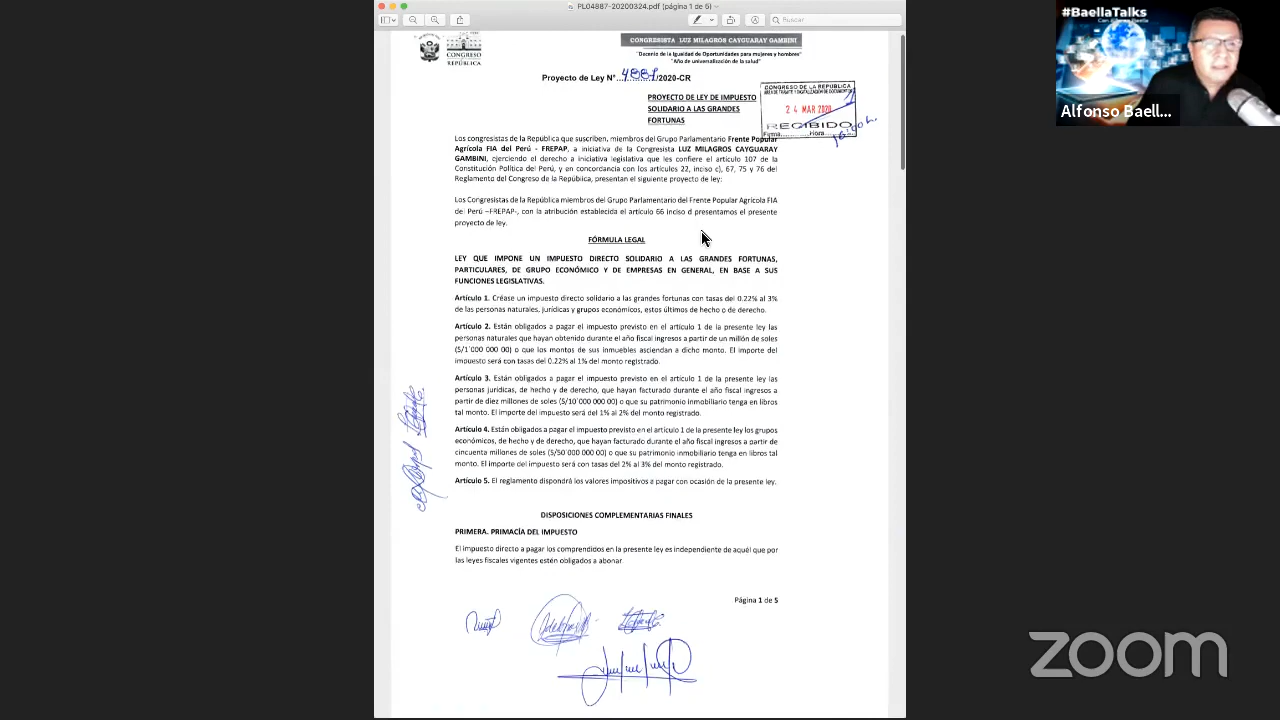 PL04887-20200324.pdf (página 1 de 5)
Buscar
#BaellaTalks
Alfonso Baell...
CONGRESO
REPÚBLICA
CONGRESISTA LUZ MILAGROS CAYGUARAY GAMBINI
"Decenio de la Igualdad de Oportunidades para mujeres y hombres"
"Año de universalización de la salud"
Proyecto de Ley N° 4887/2020-CR
PROYECTO DE LEY DE IMPUESTO
SOLIDARIO A LAS GRANDES
FORTUNAS
CONGRESO DE LA REPÚBLICA
24 MAR 2020
RECIBIDO
Firma Hora
Los congresistas de la República que suscriben, miembros del Grupo Parlamentario Frente Popular
Agrícola FIA del Perú - FREPAP, a iniciativa de la Congresista LUZ MILAGROS CAYGUARAY
GAMBINI, ejerciendo el derecho a iniciativa legislativa que les confiere el artículo 107 de la
Constitución Política del Perú, y en concordancia con los artículos 22, inciso c), 67, 75 y 76 del
Reglamento del Congreso de la República, presentan el siguiente proyecto de ley:
Los Congresistas de la República miembros del Grupo Parlamentario del Frente Popular Agrícola FIA
del Perú –FREPAP-, con la atribución establecida el artículo 66 inciso d presentamos el presente
proyecto de ley.
FÓRMULA LEGAL
LEY QUE IMPONE UN IMPUESTO DIRECTO SOLIDARIO A LAS GRANDES FORTUNAS,
PARTICULARES, DE GRUPO ECONÓMICO Y DE EMPRESAS EN GENERAL, EN BASE A SUS
FUNCIONES LEGISLATIVAS.
Artículo 1. Créase un impuesto directo solidario a las grandes fortunas con tasas del 0.22% al 3%
de las personas naturales, jurídicas y grupos económicos, estos últimos de hecho o de derecho.
Artículo 2. Están obligados a pagar el impuesto previsto en el artículo 1 de la presente ley las
personas naturales que hayan obtenido durante el año fiscal ingresos a partir de un millón de soles
(S/1´000 000 00) o que los montos de sus inmuebles asciendan a dicho monto. El importe del
impuesto será con tasas del 0.22% al 1% del monto registrado.
Artículo 3. Están obligados a pagar el impuesto previsto en el artículo 1 de la presente ley las
personas jurídicas, de hecho y de derecho, que hayan facturado durante el año fiscal ingresos a
partir de diez millones de soles (S/10´000 000 00) o que su patrimonio inmobiliario tenga en libros
tal monto. El importe del impuesto será del 1% al 2% del monto registrado.
Artículo 4. Están obligados a pagar el impuesto previsto en el artículo 1 de la presente ley los grupos
económicos, de hecho y de derecho, que hayan facturado durante el año fiscal ingresos a partir de
cincuenta millones de soles (S/50´000 000 00) o que su patrimonio inmobiliario tenga en libros tal
monto. El importe del impuesto será con tasas del 2% al 3% del monto registrado.
Artículo 5. El reglamento dispondrá los valores impositivos a pagar con ocasión de la presente ley.
DISPOSICIONES COMPLEMENTARIAS FINALES
PRIMERA. PRIMACÍA DEL IMPUESTO
El impuesto directo a pagar los comprendidos en la presente ley es independiente de aquél que por
las leyes fiscales vigentes estén obligados a abonar.
Página 1 de 5
zoom